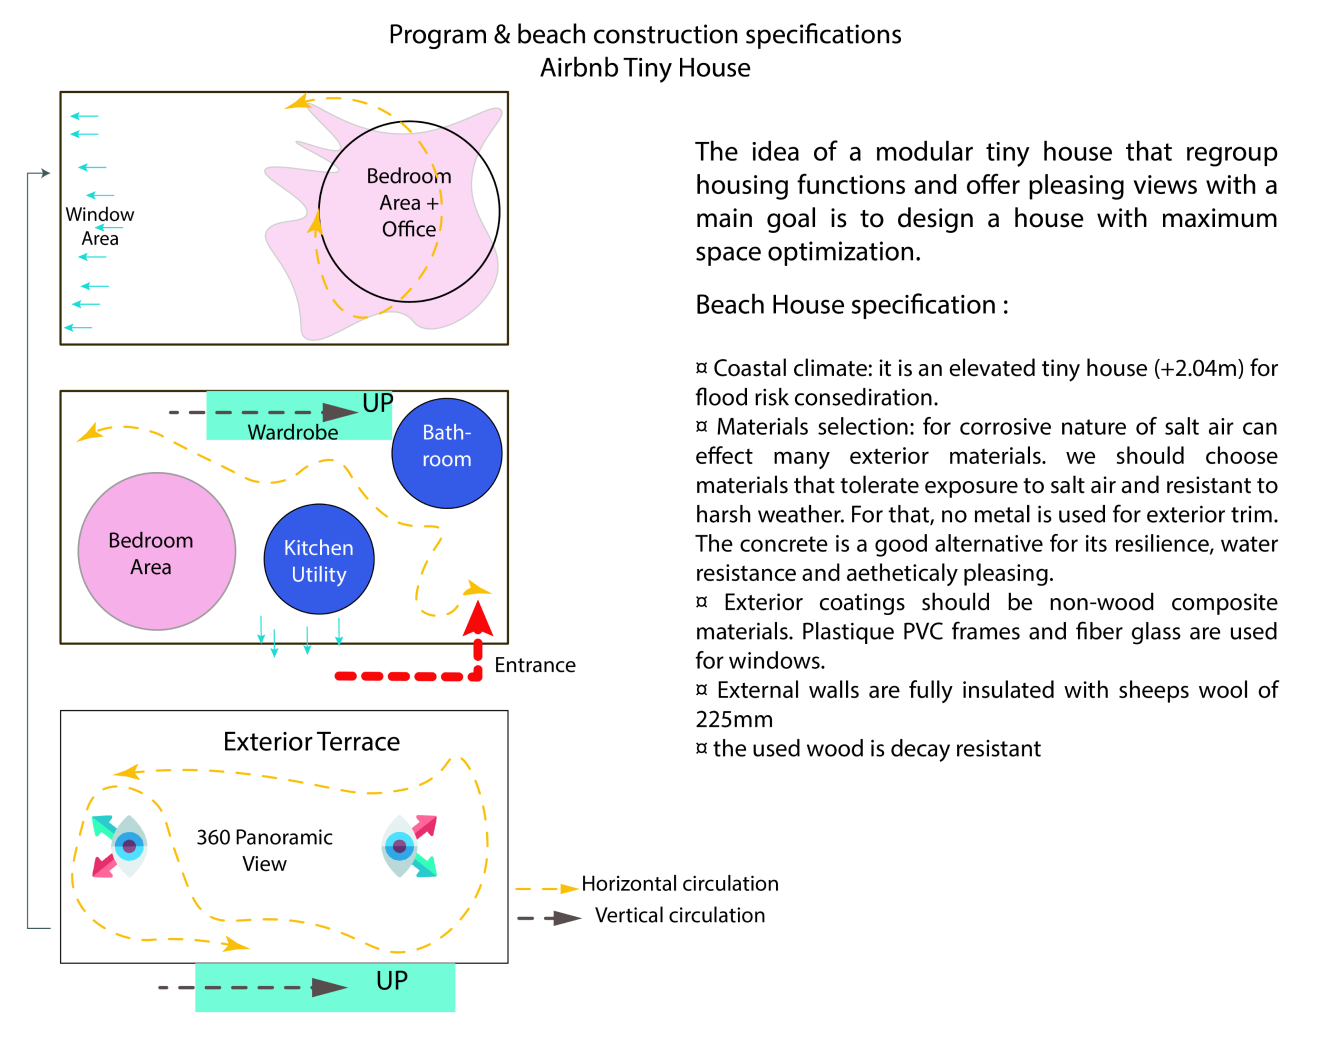 Program & beach construction specifications
Airbnb Tiny House
Bedroom
Area +
Office
Window
Area
UP
Wardrobe
Bath-
room
Bedroom
Area
Kitchen
Utility
Entrance
Exterior Terrace
360 Panoramic
View
Horizontal circulation
Vertical circulation
UP
The idea of a modular tiny house that regroup
housing functions and offer pleasing views with a
main goal is to design a house with maximum
space optimization.
Beach House specification :
¤ Coastal climate: it is an elevated tiny house (+2.04m) for
flood risk consediration.
¤ Materials selection: for corrosive nature of salt air can
effect many exterior materials. we should choose
materials that tolerate exposure to salt air and resistant to
harsh weather. For that, no metal is used for exterior trim.
The concrete is a good alternative for its resilience, water
resistance and aetheticaly pleasing.
¤ Exterior coatings should be non-wood composite
materials. Plastique PVC frames and fiber glass are used
for windows.
¤ External walls are fully insulated with sheeps wool of
225mm
¤ the used wood is decay resistant